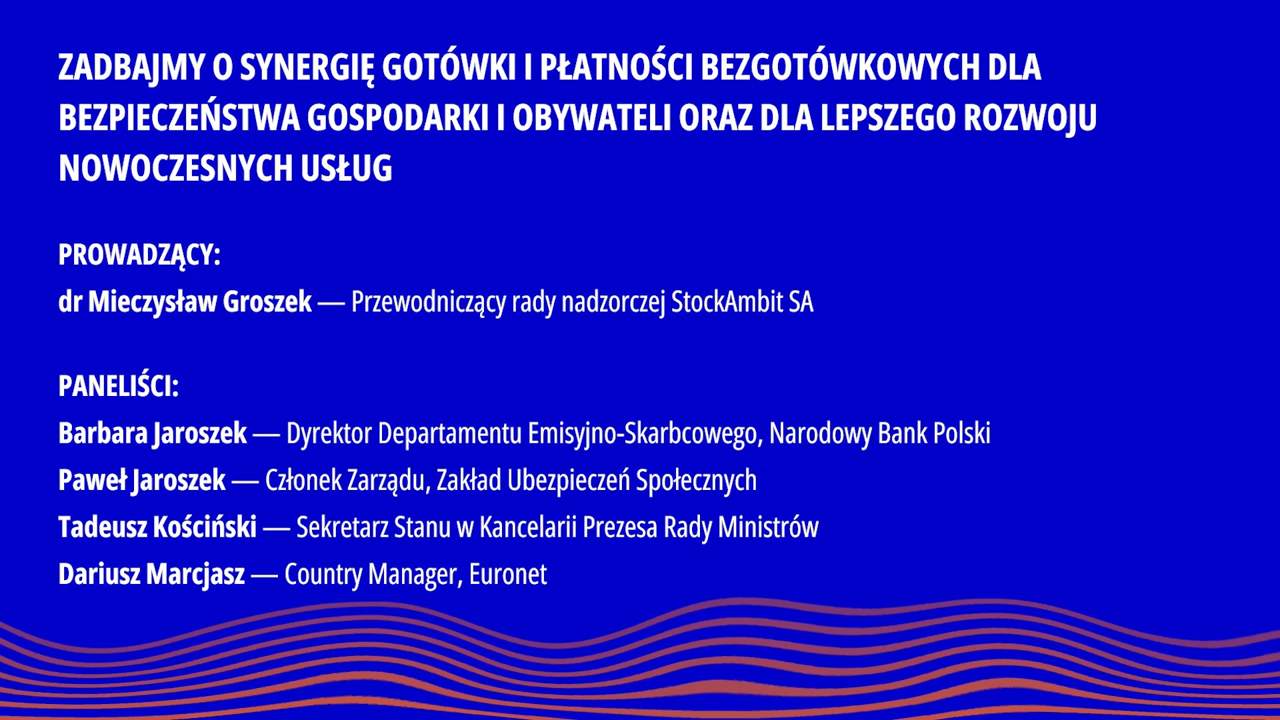 ZADBAJMY O SYNERGIĘ GOTÓWKI I PŁATNOŚCI BEZGOTÓWKOWYCH DLA
BEZPIECZEŃSTWA GOSPODARKI I OBYWATELI ORAZ DLA LEPSZEGO ROZWOJU
NOWOCZESNYCH USŁUG
PROWADZĄCY:
dr Mieczysław Groszek — Przewodniczący rady nadzorczej StockAmbit SA
PANELIŚCI:
Barbara Jaroszek — Dyrektor Departamentu Emisyjno-Skarbcowego, Narodowy Bank Polski
Paweł Jaroszek — Członek Zarządu, Zakład Ubezpieczeń Społecznych
Tadeusz Kościński — Sekretarz Stanu w Kancelarii Prezesa Rady Ministrów
Dariusz Marcjasz — Country Manager, Euronet